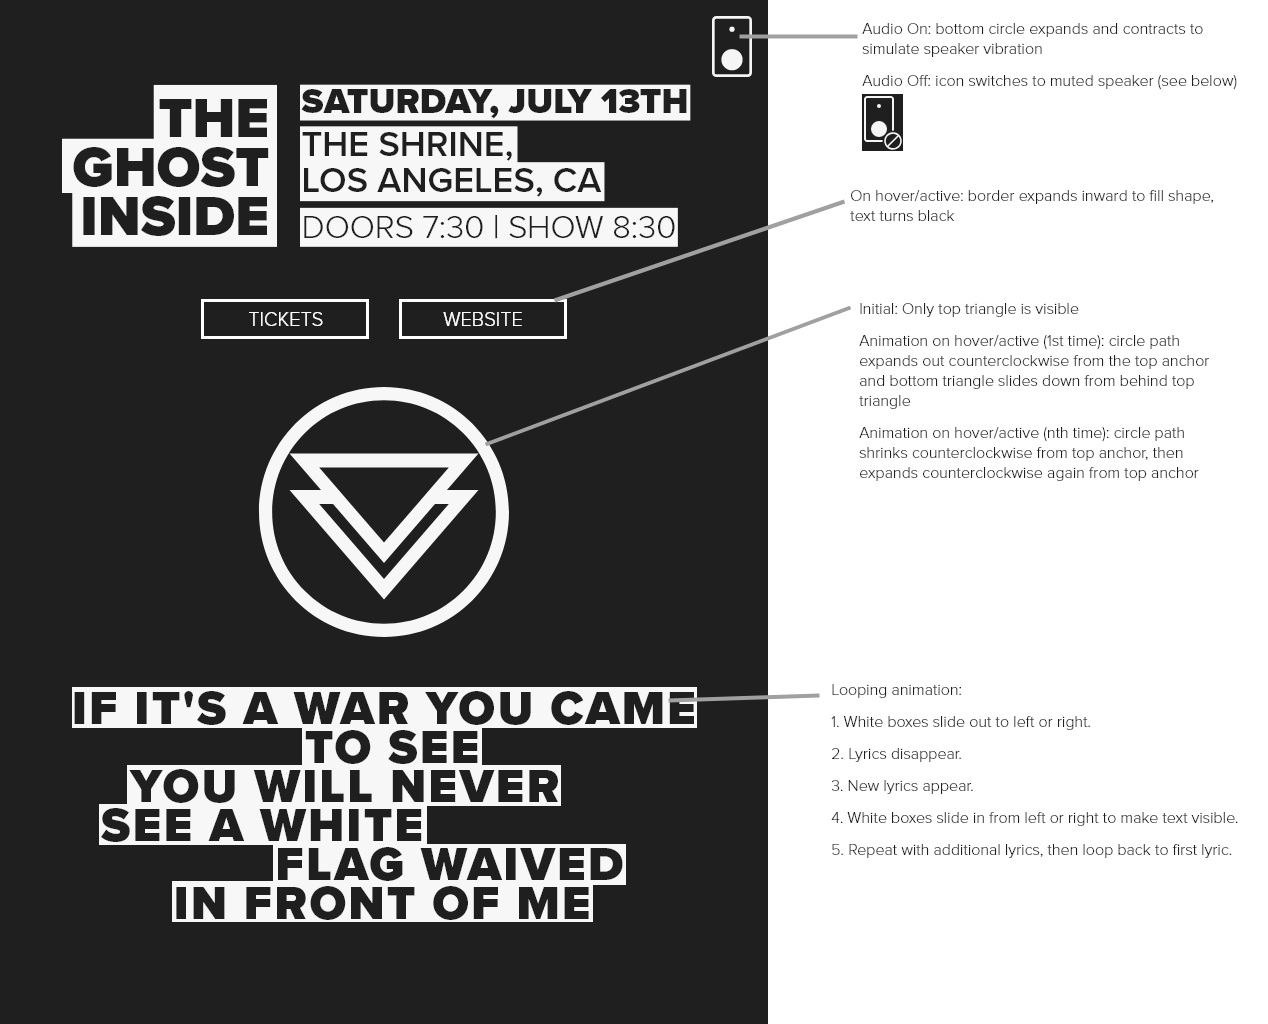 THE
GHOST
INSIDE
SATURDAY, JULY 13TH
THE SHRINE,
LOS ANGELES, CA
DOORS 7:30 | SHOW 8:30
TICKETS
WEBSITE
IF IT'S A WAR YOU CAME
TO SEE
YOU WILL NEVER
SEE A WHITE
FLAG WAIVED
IN FRONT OF ME
Audio On: bottom circle expands and contracts to
simulate speaker vibration
Audio Off: icon switches to muted speaker (see below)
On hover/active: border expands inward to fill shape,
text turns black
Initial: Only top triangle is visible
Animation on hover/active (1st time): circle path
expands out counterclockwise from the top anchor
and bottom triangle slides down from behind top
triangle
Animation on hover/active (nth time): circle path
shrinks counterclockwise from top anchor, then
expands counterclockwise again from top anchor
Looping animation:
1. White boxes slide out to left or right.
2. Lyrics disappear.
3. New lyrics appear.
4. White boxes slide in from left or right to make text visible.
5. Repeat with additional lyrics, then loop back to first lyric.